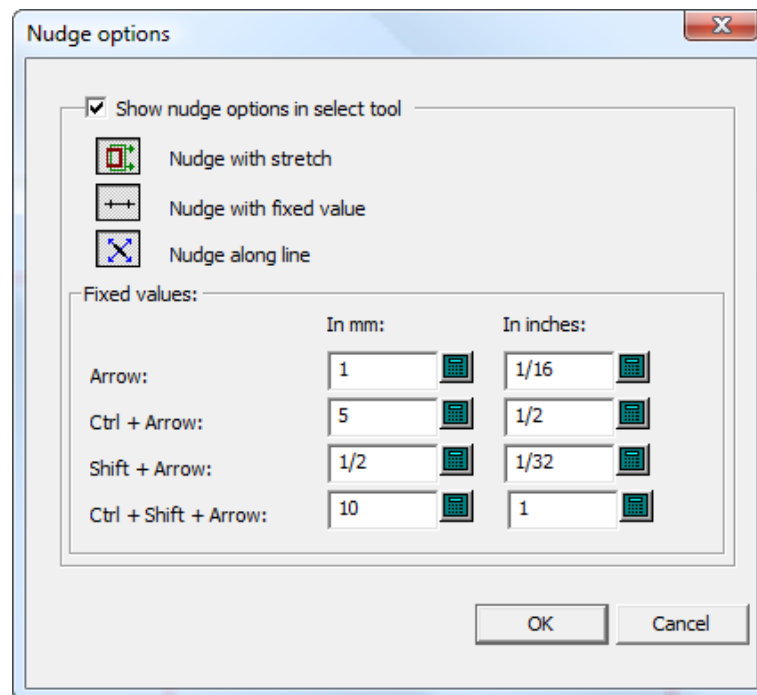 Nudge options
Show nudge options in select tool
Nudge with stretch
Nudge with fixed value
Nudge along line
Fixed values:
In mm: In inches:
Arrow: 1 1/16
Ctrl + Arrow: 5 1/2
Shift + Arrow: 1/2 1/32
Ctrl + Shift + Arrow: 10 1
OK Cancel